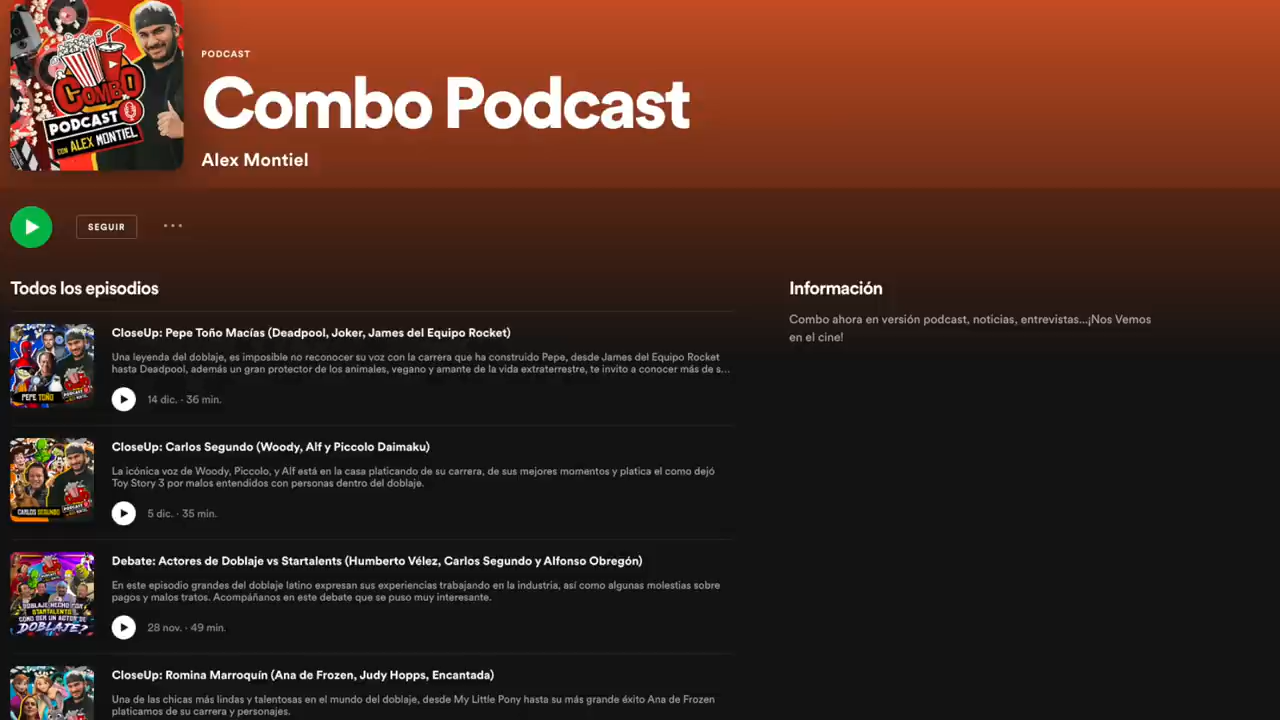 COMBO
PODCAST
CON ALEX MONTIEL
PODCAST
Combo Podcast
Alex Montiel
SEGUIR
Todos los episodios
Información
Combo ahora en versión podcast, noticias, entrevistas...¡Nos Vemos
en el cine!
CloseUp: Pepe Toño Macías (Deadpool, Joker, James del Equipo Rocket)
Una leyenda del doblaje, es imposible no reconocer su voz con la carrera que ha construido Pepe, desde James del Equipo Rocket
hasta Deadpool, además un gran protector de los animales, vegano y amante de la vida extraterrestre, te invito a conocer más de s...
PEPE TOÑO
14 dic. · 36 min.
CloseUp: Carlos Segundo (Woody, Alf y Piccolo Daimaku)
La icónica voz de Woody, Piccolo, y Alf está en la casa platicando de su carrera, de sus mejores momentos y platica el como dejó
Toy Story 3 por malos entendidos con personas dentro del doblaje.
CARLOS SEGUNDO
5 dic. · 35 min.
Debate: Actores de Doblaje vs Startalents (Humberto Vélez, Carlos Segundo y Alfonso Obregón)
En este episodio grandes del doblaje latino expresan sus experiencias trabajando en la industria, así como algunas molestias sobre
pagos y malos tratos. Acompáñanos en este debate que se puso muy interesante.
DOBLAJE HECHO POR
STARTALENTS
COMO SER UN ACTOR DE
DOBLAJE?
28 nov. · 49 min.
CloseUp: Romina Marroquín (Ana de Frozen, Judy Hopps, Encantada)
Una de las chicas más lindas y talentosas en el mundo del doblaje, desde My Little Pony hasta su más grande éxito Ana de Frozen
platicamos de su carrera y personajes.